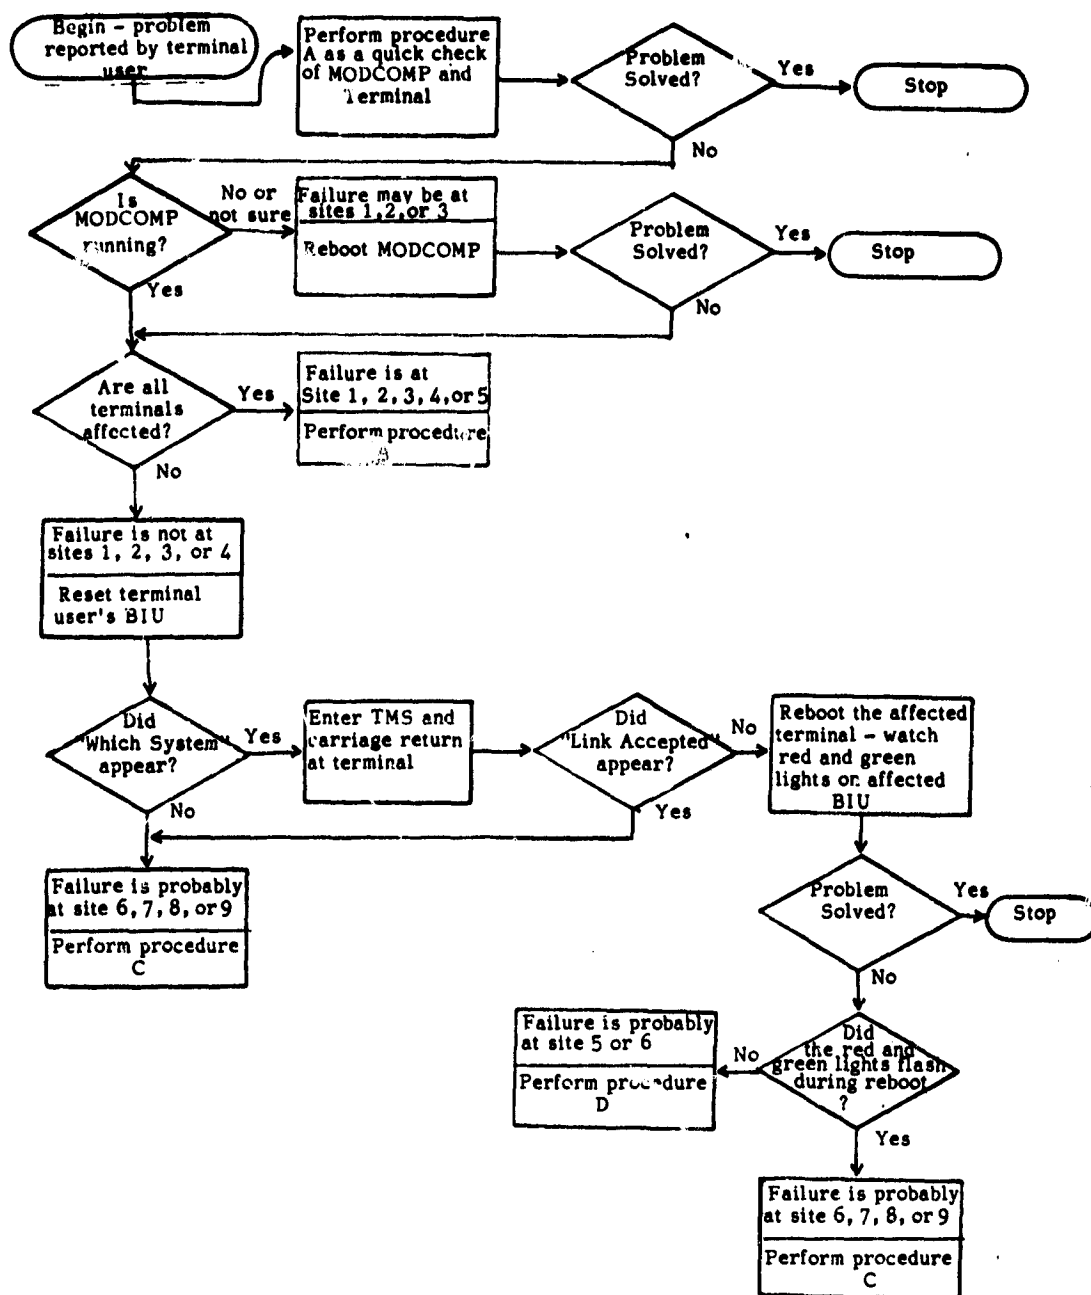 Begin – problem
reported by terminal
user
Perform procedure
A as a quick check
of MODCOMP and
Terminal
Problem
Solved?
Yes
Stop
No
Is
MODCOMP
running?
No or
not sure
Failure may be at
sites 1, 2, or 3
Reboot MODCOMP
Problem
Solved?
Yes
Stop
Yes
No
Are all
terminals
affected?
Yes
Failure is at
Site 1, 2, 3, 4, or 5
Perform procedure
A
No
Failure is not at
sites 1, 2, 3, or 4
Reset terminal
user's BIU
Did
"Which System"
appear?
Yes
Enter TMS and
carriage return
at terminal
Did
"Link Accepted"
appear?
No
Reboot the affected
terminal – watch
red and green
lights on affected
BIU
No
Yes
Failure is probably
at site 6, 7, 8, or 9
Perform procedure
C
Problem
Solved?
Yes
Stop
No
Failure is probably
at site 5 or 6
Perform procedure
D
No
Did
the red and
green lights flash
during reboot
?
Yes
Failure is probably
at site 6, 7, 8, or 9
Perform procedure
C